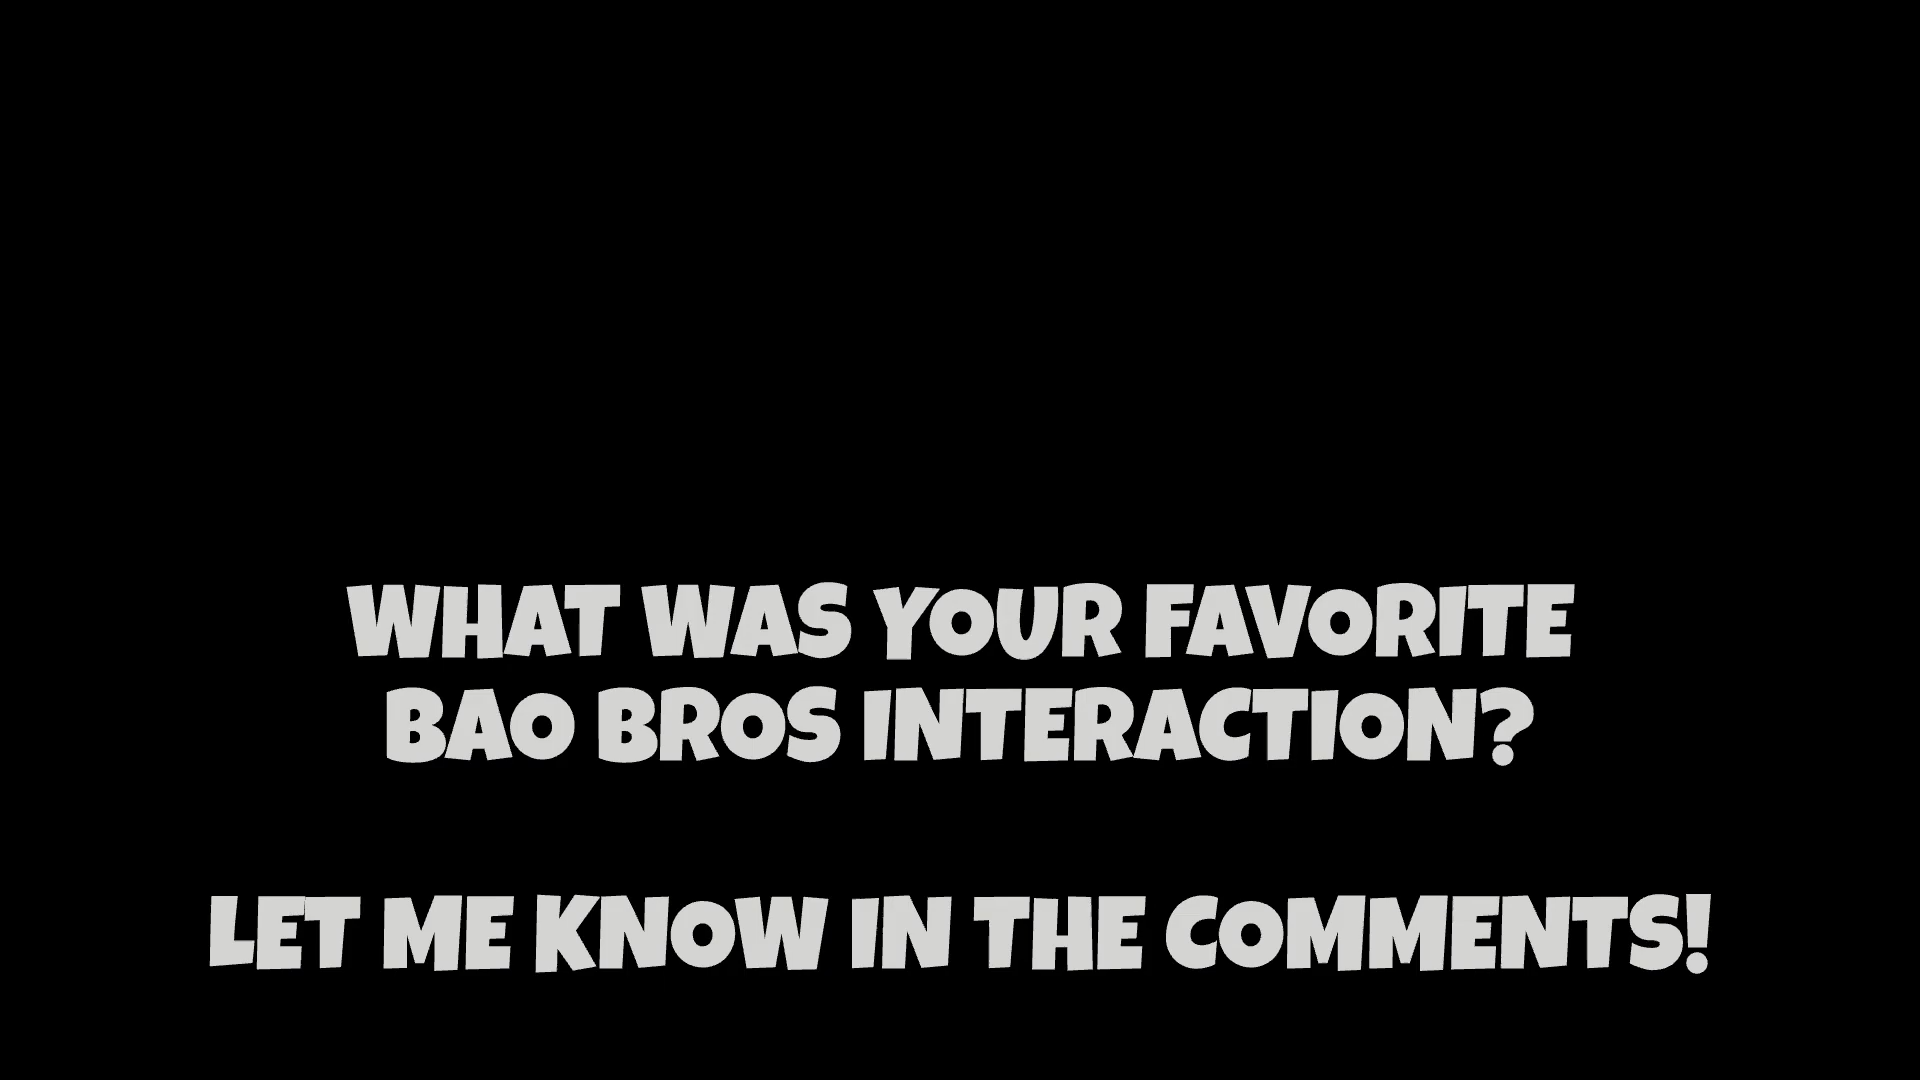 WHAT WAS YOUR FAVORITE
BAO BROS INTERACTION?
LET ME KNOW IN THE COMMENTS!